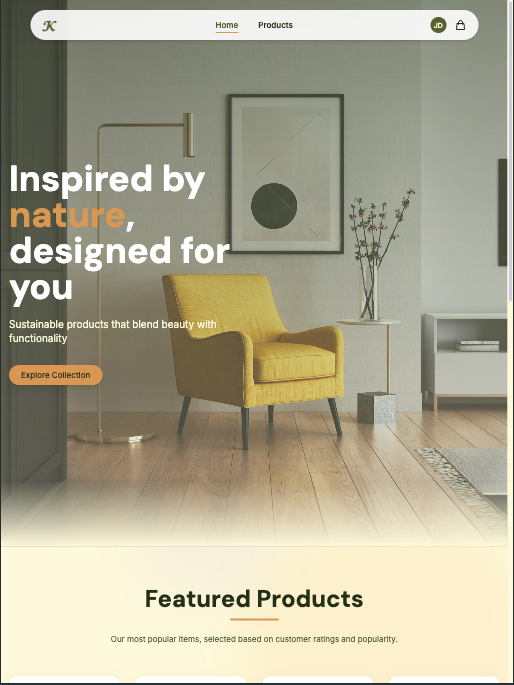 K
Home
Products
JD
Inspired by
nature,
designed for
you
Sustainable products that blend beauty with
functionality
Explore Collection
Featured Products
Our most popular items, selected based on customer ratings and popularity.